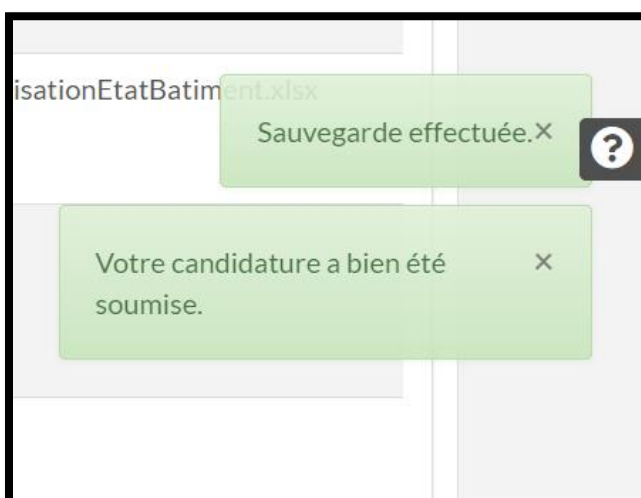 isationEtatBatiment.xlsx
Sauvegarde effectuée.×
?
Votre candidature a bien été ×
soumise.